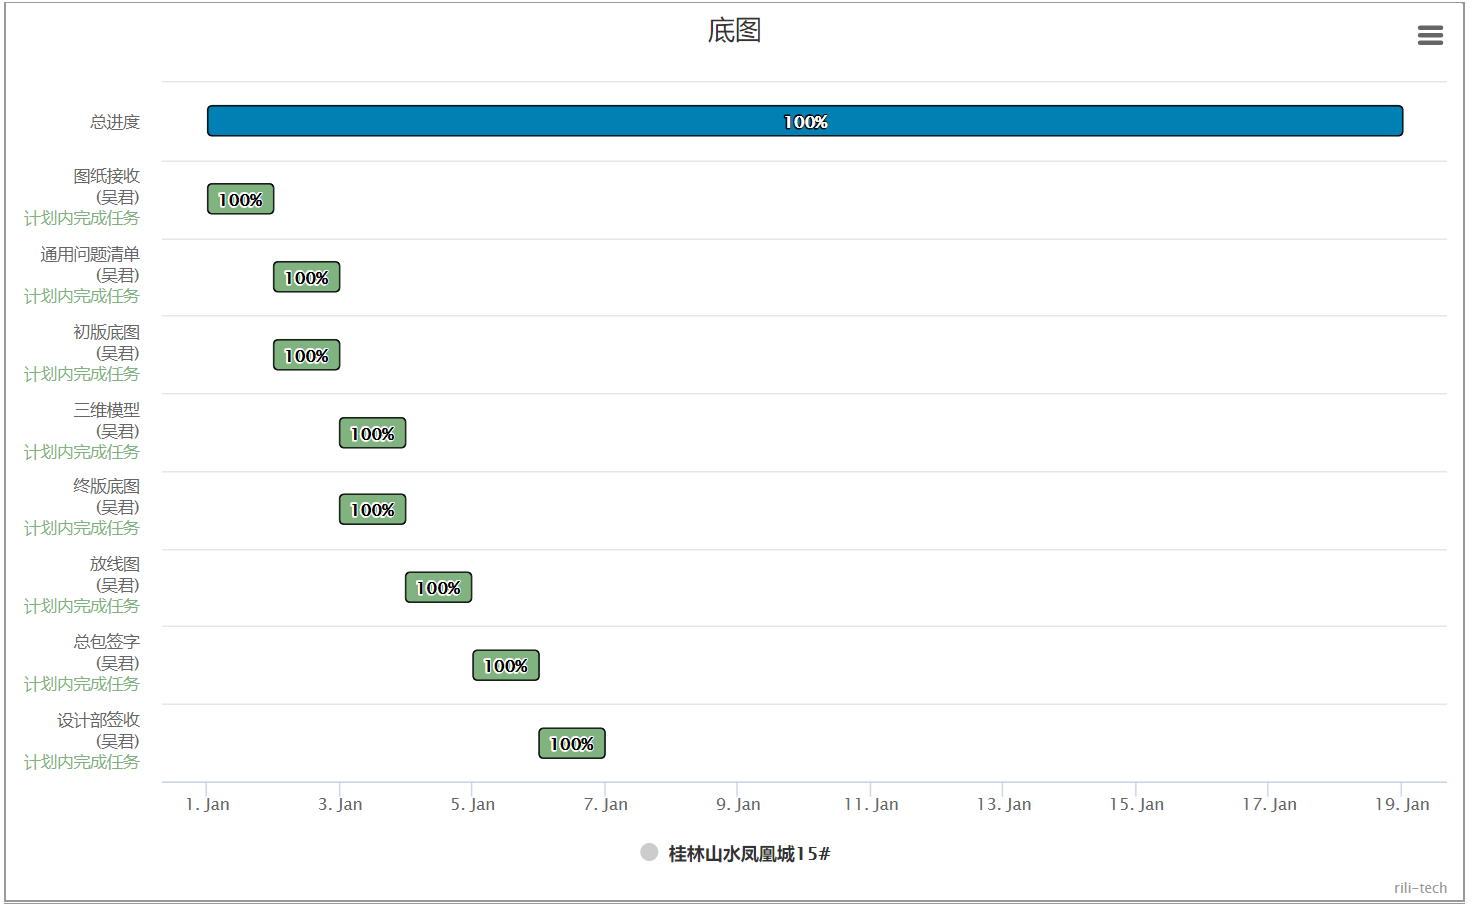 底图
总进度
100%
图纸接收
(吴君)
计划内完成任务
100%
通用问题清单
(吴君)
计划内完成任务
100%
初版底图
(吴君)
计划内完成任务
100%
三维模型
(吴君)
计划内完成任务
100%
终版底图
(吴君)
计划内完成任务
100%
放线图
(吴君)
计划内完成任务
100%
总包签字
(吴君)
计划内完成任务
100%
设计部签收
(吴君)
计划内完成任务
100%
1. Jan 3. Jan 5. Jan 7. Jan 9. Jan 11. Jan 13. Jan 15. Jan 17. Jan 19. Jan
桂林山水凤凰城15#
rili-tech